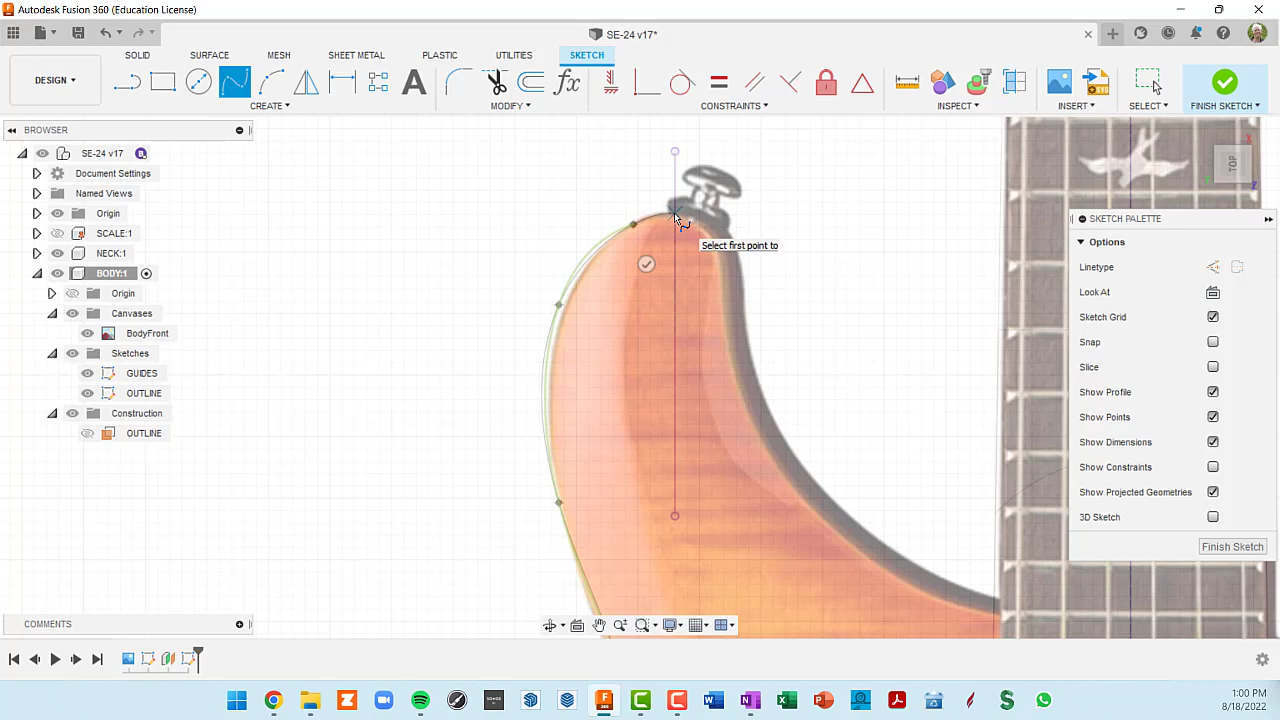 Autodesk Fusion 360 (Education License)
SE-24 v17*
DESIGN
SOLID
SURFACE
MESH
SHEET METAL
PLASTIC
UTILITIES
SKETCH
CREATE
MODIFY
CONSTRAINTS
INSPECT
INSERT
SELECT
FINISH SKETCH
BROWSER
SE-24 v17
Document Settings
Named Views
Origin
SCALE:1
NECK:1
BODY:1
Origin
Canvases
BodyFront
Sketches
GUIDES
OUTLINE
Construction
OUTLINE
Select first point to
TOP
SKETCH PALETTE
Options
Linetype
Look At
Sketch Grid
Snap
Slice
Show Profile
Show Points
Show Dimensions
Show Constraints
Show Projected Geometries
3D Sketch
Finish Sketch
COMMENTS
1:00 PM
8/18/2022